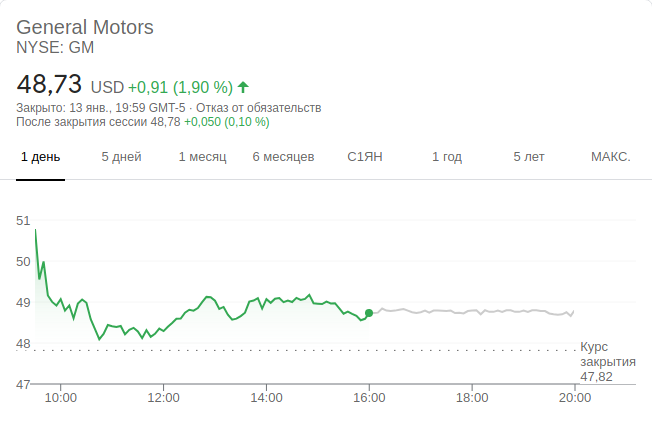 General Motors
NYSE: GM
48,73 USD +0,91 (1,90 %)
Закрыто: 13 янв., 19:59 GMT-5 · Отказ от обязательств
После закрытия сессии 48,78 +0,050 (0,10 %)
1 день 5 дней 1 месяц 6 месяцев С1ЯН 1 год 5 лет МАКС.
51
50
49
48
47
Курс
закрытия
47,82
10:00 12:00 14:00 16:00 18:00 20:00